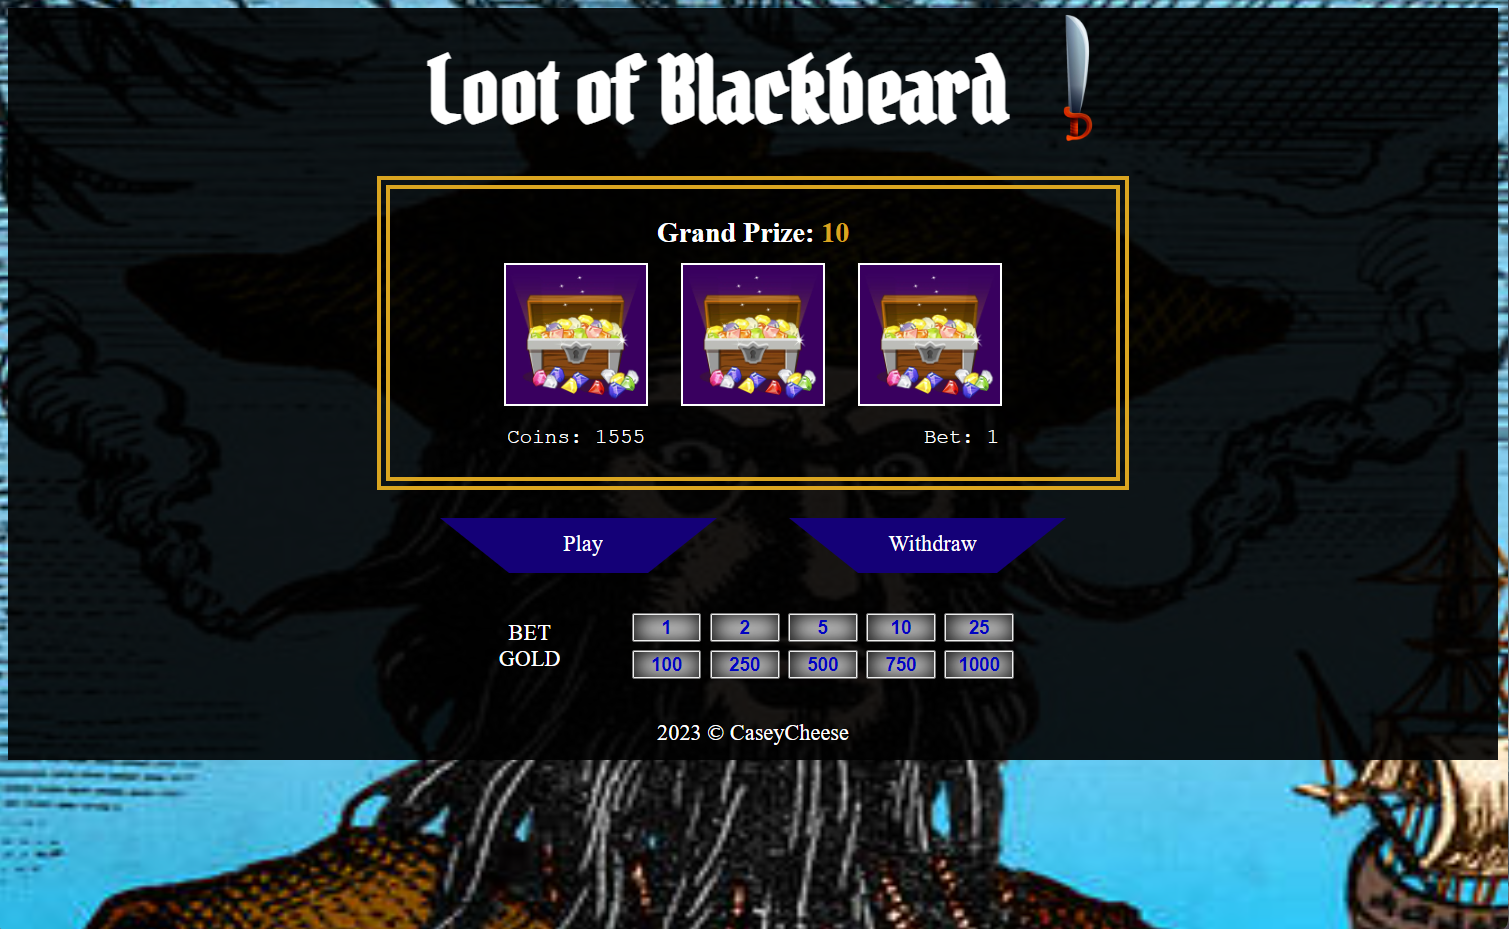 Loot of Blackbeard
Grand Prize: 10
Coins: 1555 Bet: 1
Play Withdraw
BET GOLD
1 2 5 10 25
100 250 500 750 1000
2023 © CaseyCheese